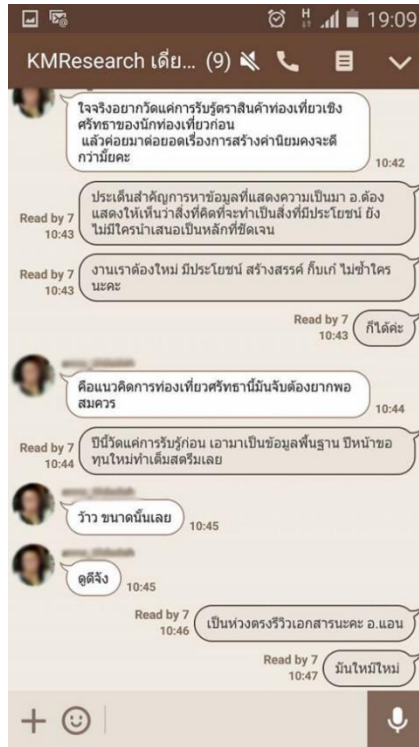 19:09
KMResearch เดี่ย... (9)
ใจจริงอยากวัดแค่การรับรู้ตราสินค้าท่องเที่ยวเชิง
ศรัทธาของนักท่องเที่ยวก่อน
แล้วค่อยมาต่อยอดเรื่องการสร้างค่านิยมคงจะดี
กว่ามั๊ยคะ
10:42
ประเด็นสำคัญการหาข้อมูลที่แสดงความเป็นมา อ.ต้อง
แสดงให้เห็นว่าสิ่งที่คิดที่จะทำเป็นสิ่งที่มีประโยชน์ ยัง
ไม่มีใครนำเสนอเป็นหลักที่ชัดเจน
Read by 7
10:43
งานเราต้องใหม่ มีประโยชน์ สร้างสรรค์ กิ๊บเก๋ ไม่ซ้ำใคร
นะคะ
Read by 7
10:43
ก็ได้ค่ะ
Read by 7
10:43
คือแนวคิดการท่องเที่ยวศรัทธานี้มันจับต้องยากพอ
สมควร
10:44
ปีนี้วัดแค่การรับรู้ก่อน เอามาเป็นข้อมูลพื้นฐาน ปีหน้าขอ
ทุนใหม่ทำเต็มสตรีมเลย
Read by 7
10:44
ว้าว ขนาดนั้นเลย
10:45
ดูดีจัง
10:45
เป็นห่วงตรงรีวิวเอกสารนะคะ อ.แอน
Read by 7
10:46
มันใหม๊ใหม่
Read by 7
10:47